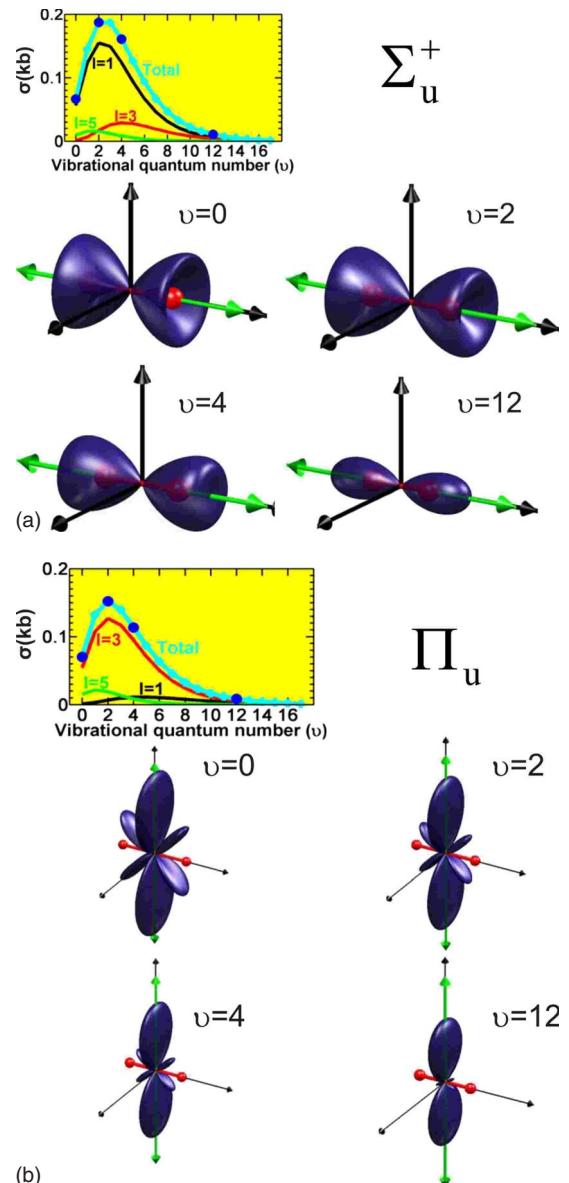 0.2
σ(kb)
0.1
0
l=1
Total
l=5
l=3
0 2 4 6 8 10 12 14 16
Vibrational quantum number (υ)
Σu+
υ=0
υ=2
υ=4
υ=12
(a)
0.2
σ(kb)
0.1
0
l=3
Total
l=5
l=1
0 2 4 6 8 10 12 14 16
Vibrational quantum number (υ)
Πu
υ=0
υ=2
υ=4
υ=12
(b)